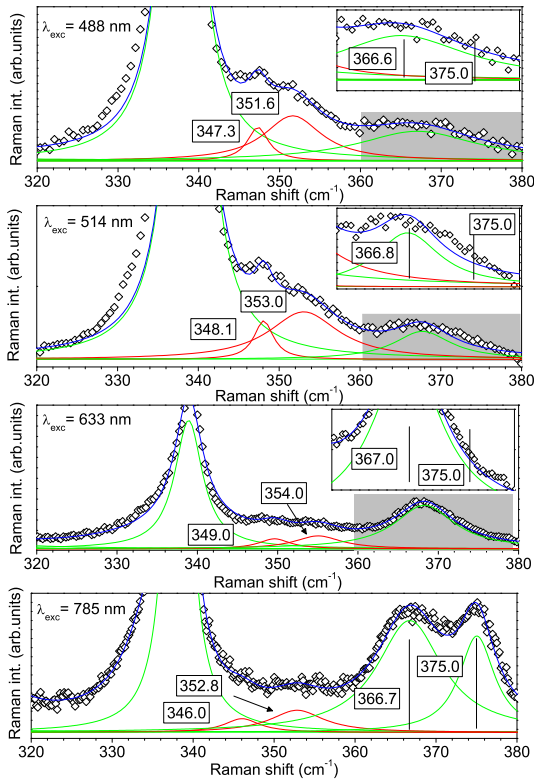 λexc= 488 nm
366.6
375.0
351.6
347.3
Raman int. (arb.units)
320 330 340 350 360 370 380
Raman shift (cm-1)
λexc= 514 nm
375.0
366.8
353.0
348.1
Raman int. (arb.units)
320 330 340 350 360 370 380
Raman shift (cm-1)
λexc= 633 nm
367.0
375.0
354.0
349.0
Raman int. (arb.units)
320 330 340 350 360 370 380
Raman shift (cm-1)
λexc= 785 nm
375.0
352.8
366.7
346.0
Raman int. (arb.units)
320 330 340 350 360 370 380
Raman shift (cm-1)